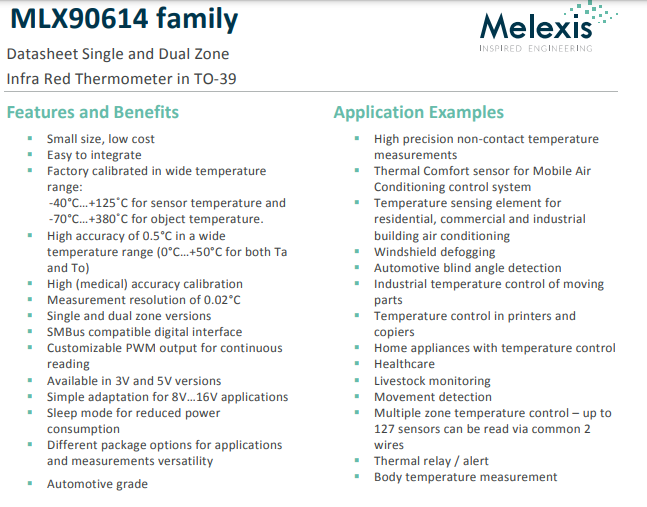 MLX90614 family
Melexis
INSPIRED ENGINEERING
Datasheet Single and Dual Zone
Infra Red Thermometer in TO-39
Features and Benefits
▪ Small size, low cost
▪ Easy to integrate
▪ Factory calibrated in wide temperature
range:
-40°C…+125˚C for sensor temperature and
-70°C…+380˚C for object temperature.
▪ High accuracy of 0.5°C in a wide
temperature range (0°C…+50°C for both Ta
and To)
▪ High (medical) accuracy calibration
▪ Measurement resolution of 0.02°C
▪ Single and dual zone versions
▪ SMBus compatible digital interface
▪ Customizable PWM output for continuous
reading
▪ Available in 3V and 5V versions
▪ Simple adaptation for 8V…16V applications
▪ Sleep mode for reduced power
consumption
▪ Different package options for applications
and measurements versatility
▪ Automotive grade
Application Examples
▪ High precision non-contact temperature
measurements
▪ Thermal Comfort sensor for Mobile Air
Conditioning control system
▪ Temperature sensing element for
residential, commercial and industrial
building air conditioning
▪ Windshield defogging
▪ Automotive blind angle detection
▪ Industrial temperature control of moving
parts
▪ Temperature control in printers and
copiers
▪ Home appliances with temperature control
▪ Healthcare
▪ Livestock monitoring
▪ Movement detection
▪ Multiple zone temperature control – up to
127 sensors can be read via common 2
wires
▪ Thermal relay / alert
▪ Body temperature measurement